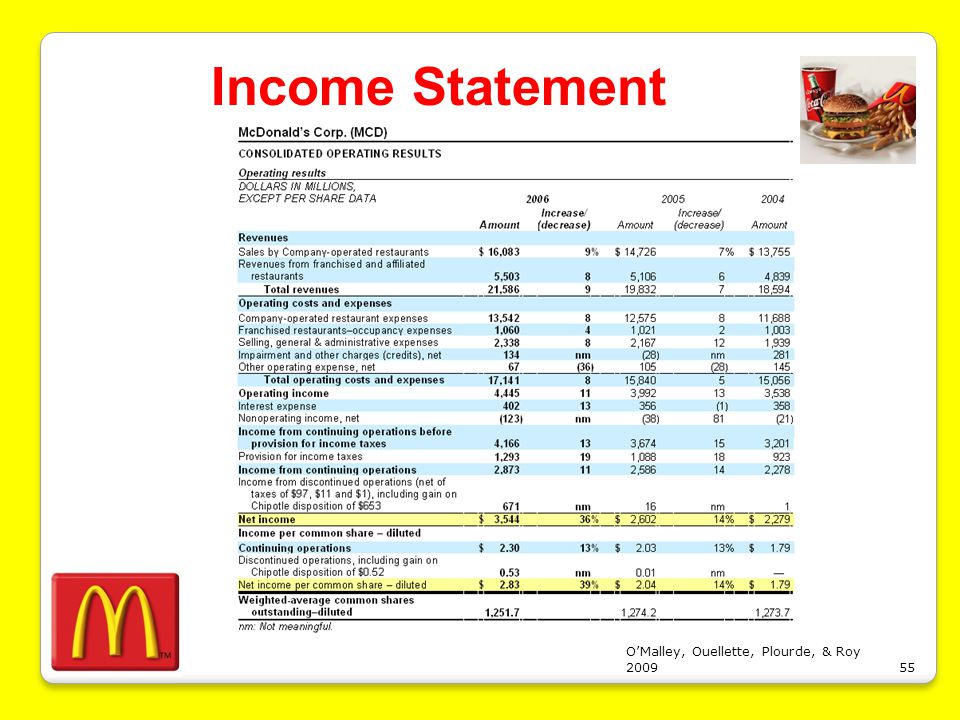 Income Statement
McDonald's Corp. (MCD)
CONSOLIDATED OPERATING RESULTS
Operating results
DOLLARS IN MILLIONS,
EXCEPT PER SHARE DATA 2006 2005 2004
Amount Increase/ (decrease) Amount Increase/ (decrease) Amount
Revenues
Sales by Company-operated restaurants $ 16,083 9% $ 14,726 7% $ 13,755
Revenues from franchised and affiliated
restaurants 5,503 8 5,106 6 4,839
Total revenues 21,586 9 19,832 7 18,594
Operating costs and expenses
Company-operated restaurant expenses 13,542 8 12,575 8 11,688
Franchised restaurants–occupancy expenses 1,060 4 1,021 2 1,003
Selling, general & administrative expenses 2,338 8 2,167 12 1,939
Impairment and other charges (credits), net 134 nm (28) nm 281
Other operating expense, net 67 (36) 105 (28) 145
Total operating costs and expenses 17,141 8 15,840 5 15,056
Operating income 4,445 11 3,992 13 3,538
Interest expense 402 13 356 (1) 358
Nonoperating income, net (123) nm (38) 81 (21)
Income from continuing operations before
provision for income taxes 4,166 13 3,674 15 3,201
Provision for income taxes 1,293 19 1,088 18 923
Income from continuing operations 2,873 11 2,586 14 2,278
Income from discontinued operations (net of
taxes of $97, $11 and $1), including gain on
Chipotle disposition of $653 671 nm 16 nm 1
Net income $ 3,544 36% $ 2,602 14% $ 2,279
Income per common share – diluted
Continuing operations $ 2.30 13% $ 2.03 13% $ 1.79
Discontinued operations, including gain on
Chipotle disposition of $0.52 0.53 nm 0.01 nm —
Net income per common share – diluted $ 2.83 39% $ 2.04 14% $ 1.79
Weighted-average common shares
outstanding–diluted 1,251.7 1,274.2 1,273.7
nm: Not meaningful.
TM
O'Malley, Ouellette, Plourde, & Roy
2009 55
Coca-Cola